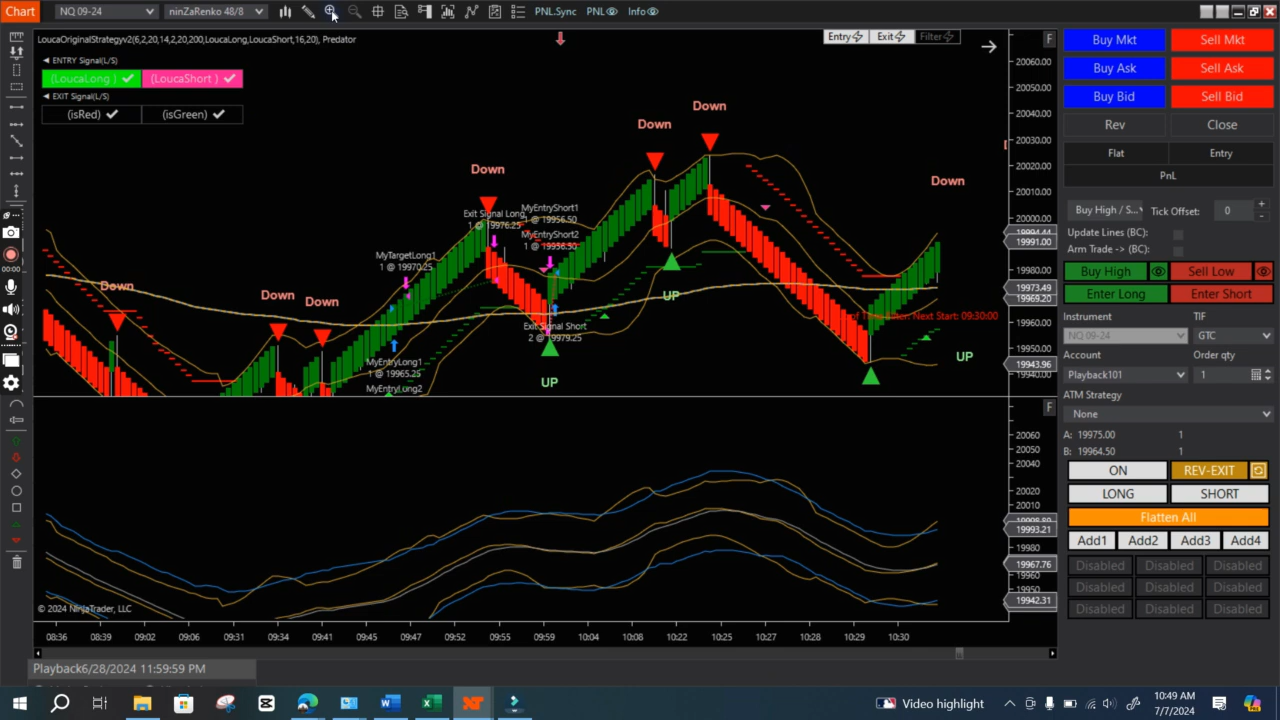 Chart NQ 09-24 ninZaRenko 48/8 PNL.Sync PNL Info
LoucaOriginalStrategyv2(6,2,20,14,2,20,200,LoucaLong,LoucaShort,16,20), Predator
Entry Exit Filter F
ENTRY Signal(L/S)
(LoucaLong ) (LoucaShort )
EXIT Signal(L/S)
(isRed) (isGreen)
Down
Down
Down
Down
Down
Down
Down
Down
Exit Signal Long
1 @ 19976.25
MyEntryShort1
1 @ 19956.50
MyEntryShort2
1 @ 19956.50
MyTargetLong1
1 @ 19970.25
Exit Signal Short
2 @ 19979.25
MyEntryLong1
1 @ 19965.25
MyEntryLong2
UP
UP
UP
Next Start: 09:30:00
20060.00
20050.00
20040.00
20030.00
20020.00
20010.00
20000.00
19994.44
19991.00
19980.00
19973.49
19969.20
19960.00
19950.00
19943.96
19940.00
F
20060
20050
20040
20020
20010
19993.21
19980
19967.76
19950
19942.31
© 2024 NinjaTrader, LLC
08:36 08:39 09:02 09:06 09:31 09:34 09:41 09:47 09:52 09:55 09:59 10:04 10:08 10:22 10:25 10:27 10:28 10:29 10:30
Playback6/28/2024 11:59:59 PM
00:00
Buy Mkt Sell Mkt
Buy Ask Sell Ask
Buy Bid Sell Bid
Rev Close
Flat Entry
PnL
Buy High / S... Tick Offset: 0
Update Lines (BC):
Arm Trade -> (BC):
Buy High Sell Low
Enter Long Enter Short
Instrument TIF
NQ 09-24 GTC
Account Order qty
Playback101 1
ATM Strategy
None
A: 19975.00 1
B: 19964.50 1
ON REV-EXIT
LONG SHORT
Flatten All
Add1 Add2 Add3 Add4
Disabled Disabled Disabled
Disabled Disabled Disabled
Disabled Disabled Disabled
Video highlight
10:49 AM
7/7/2024